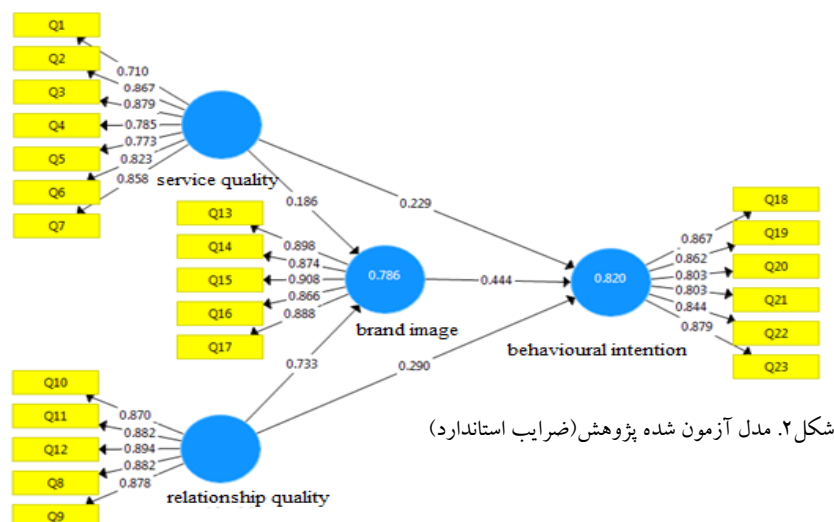 Q1
Q2
Q3
Q4
Q5
Q6
Q7
0.710
0.867
0.879
0.785
0.773
0.823
0.858
service quality
0.186
0.229
Q13
Q14
Q15
Q16
Q17
0.898
0.874
0.908
0.866
0.888
0.786
brand image
0.444
0.733
0.290
0.820
behavioural intention
Q18
Q19
Q20
Q21
Q22
Q23
0.867
0.862
0.803
0.803
0.844
0.879
Q10
Q11
Q12
Q8
Q9
0.870
0.882
0.894
0.882
0.878
relationship quality
شکل۲. مدل آزمون شده پژوهش(ضرایب استاندارد)